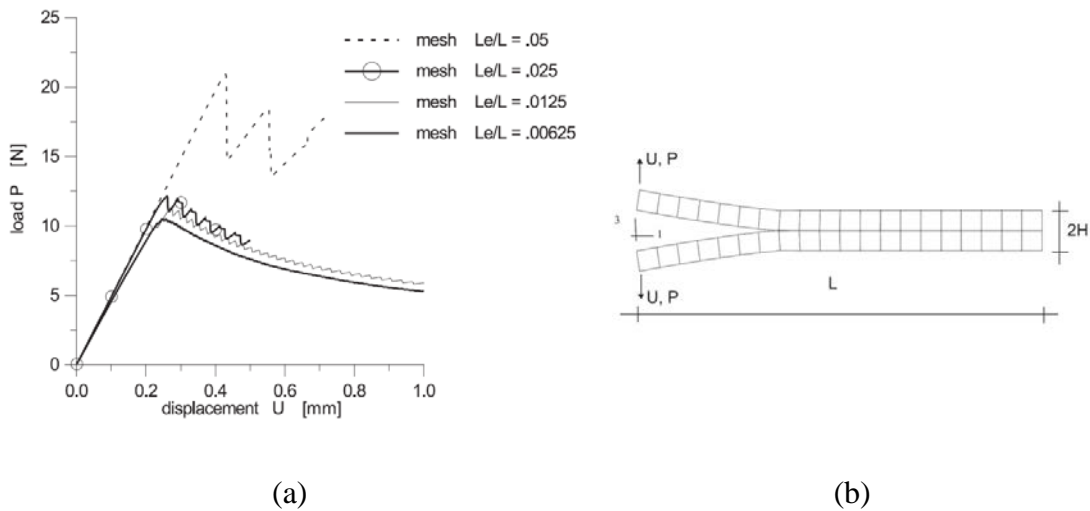 25
20
15
10
5
0
load P [N]
0.0 0.2 0.4 0.6 0.8 1.0
displacement U [mm]
mesh Le/L = .05
mesh Le/L = .025
mesh Le/L = .0125
mesh Le/L = .00625
U, P
3
1
2H
U, P
L
(a)
(b)